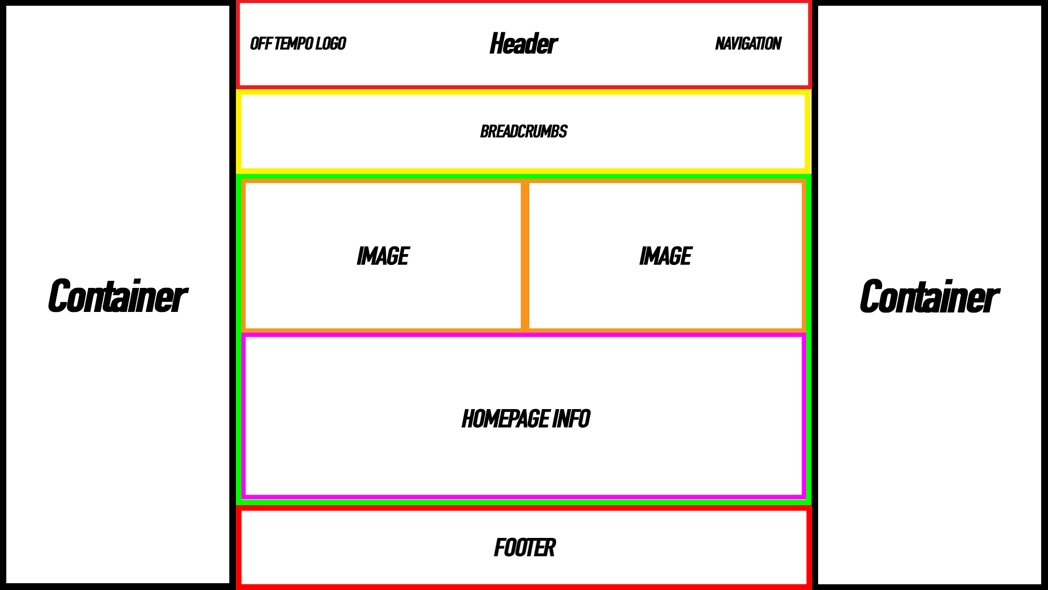 OFF TEMPO LOGO
Header
NAVIGATION
BREADCRUMBS
IMAGE
IMAGE
Container
Container
HOMEPAGE INFO
FOOTER